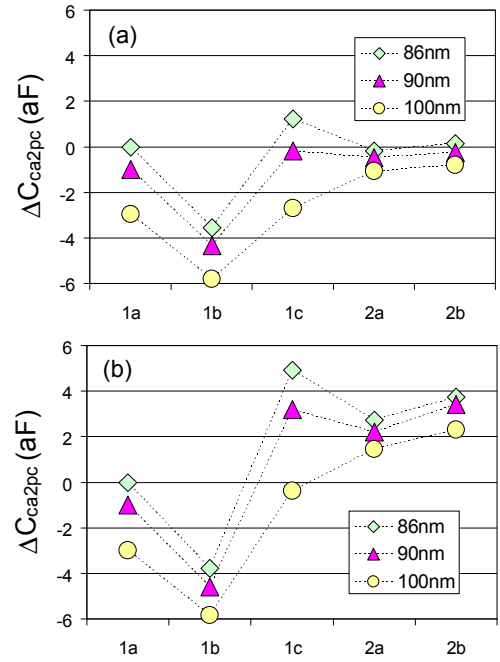 (a)
86nm
90nm
100nm
ΔCca2pc (aF)
6
4
2
0
-2
-4
-6
1a 1b 1c 2a 2b
(b)
86nm
90nm
100nm
ΔCca2pc (aF)
6
4
2
0
-2
-4
-6
1a 1b 1c 2a 2b